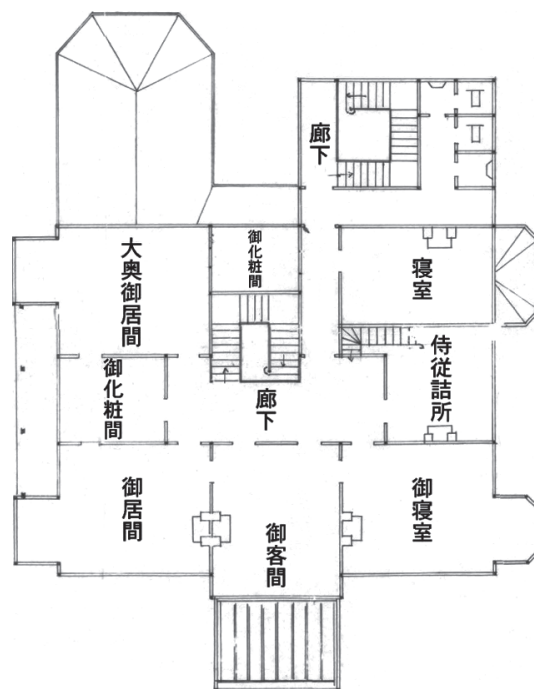 廊下
大奥御居間
御化粧間
寝室
侍従詰所
御化粧間
廊下
御居間
御客間
御寝室